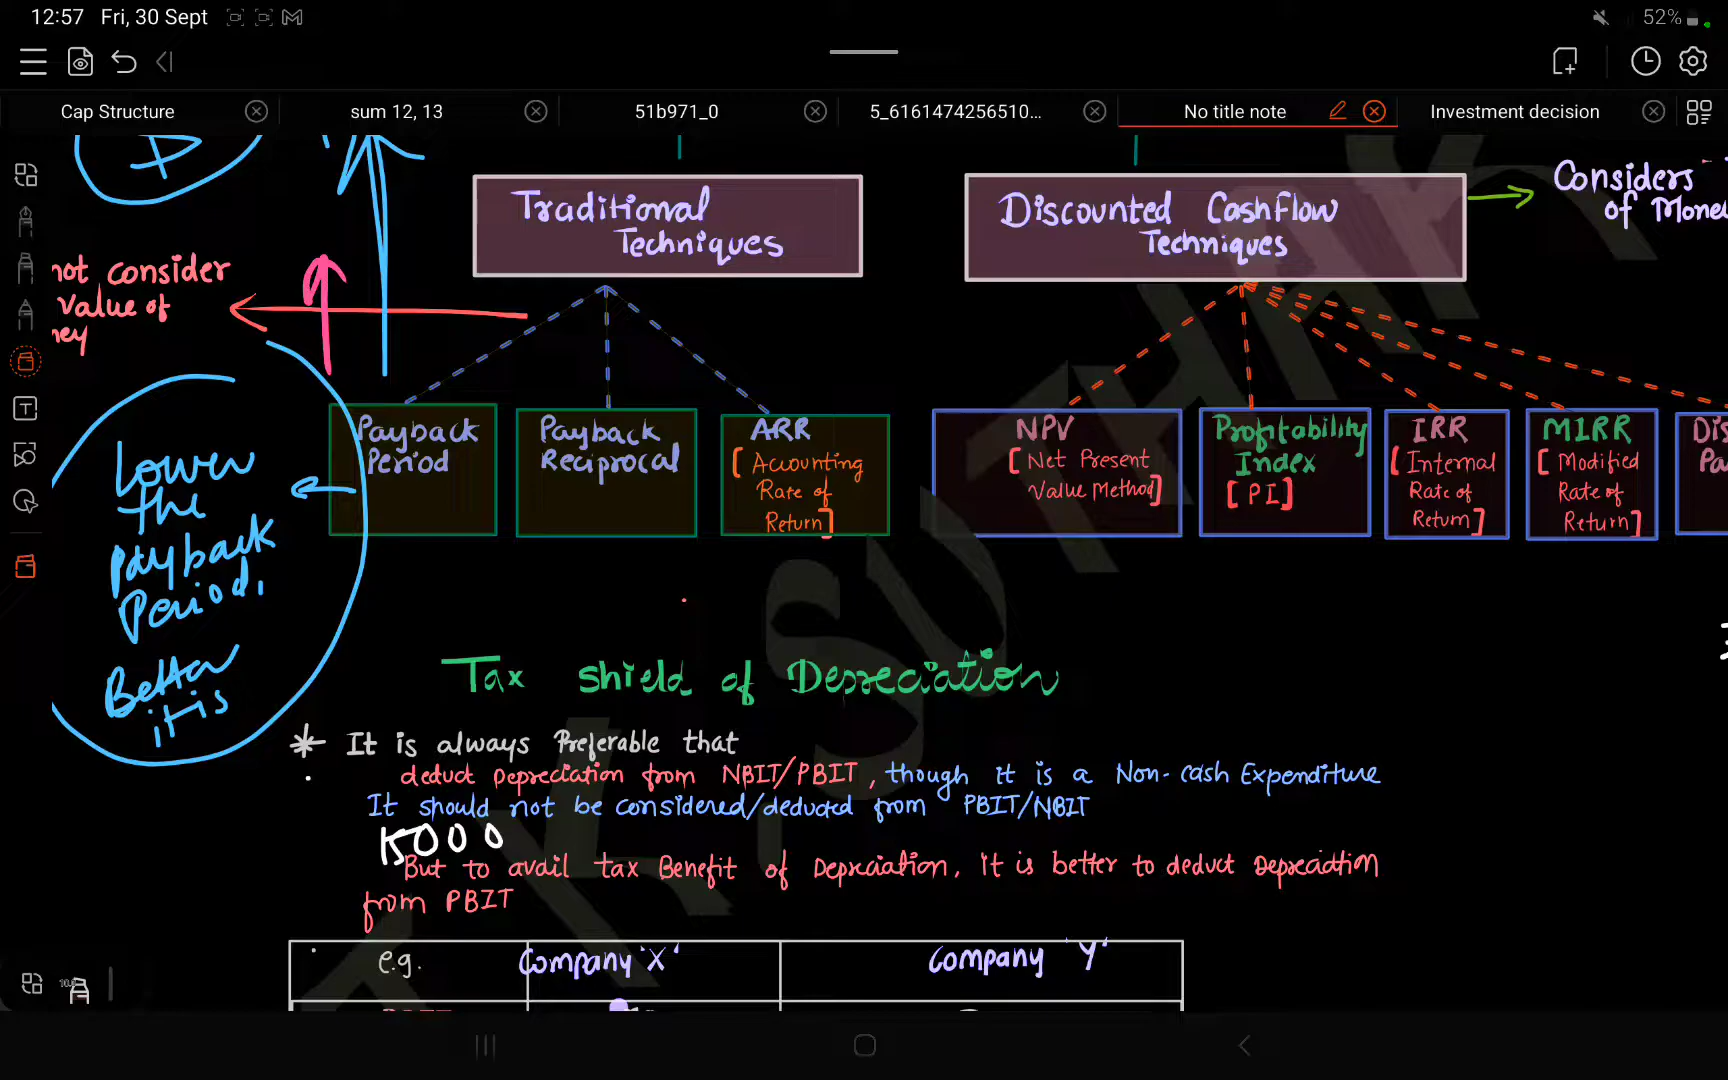 12:57 Fri, 30 Sept
52%
Cap Structure
sum 12, 13
51b971_0
5_6161474256510...
No title note
Investment decision
Traditional
Techniques
Discounted Cashflow
Techniques
Considers
of Mone
not consider
value of
ney
Payback
Period
Payback
Reciprocal
ARR
[Accounting
Rate of
Return]
NPV
[Net Present
Value Method]
Profitability
Index
[PI]
IRR
[Internal
Rate of
Return]
MIRR
[Modified
Rate of
Return]
Dis
Pa
Lower
the
Payback
Period,
Better
it is
Tax shield of Depreciation
* It is always Preferable that
deduct Depreciation from NBIT/PBIT, though it is a Non-cash Expenditure
It should not be considered/deducted from PBIT/NBIT
15000
But to avail tax Benefit of Depreciation, it is better to deduct Depreciation
from PBIT
e.g.
Company 'X'
Company 'Y'